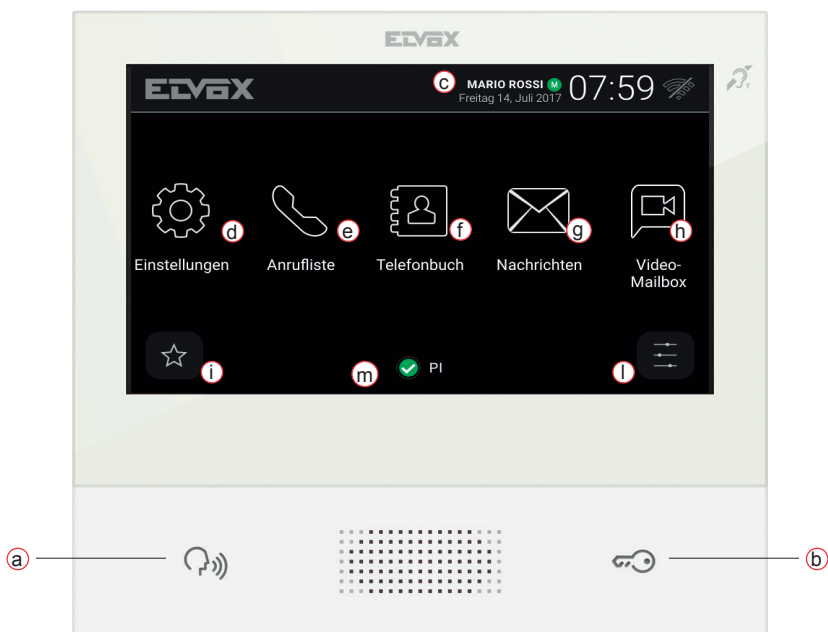 ELVOX
ELVOX
c MARIO ROSSI M 07:59
Freitag 14, Juli 2017
T
d e f g h
Einstellungen Anrufliste Telefonbuch Nachrichten Video-
Mailbox
i m PI l
a b